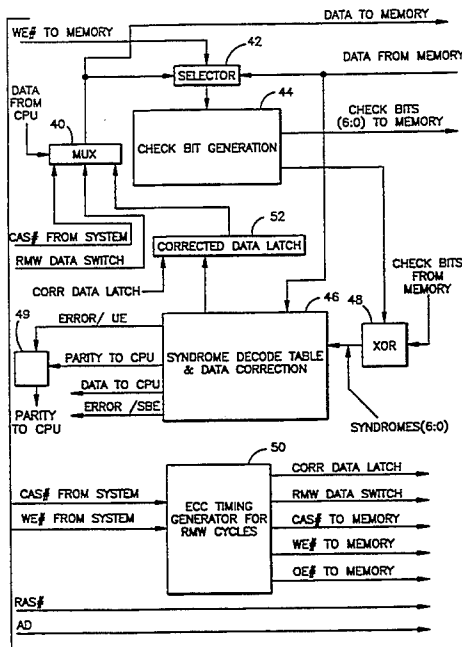 DATA TO MEMORY
WE# TO MEMORY
42
SELECTOR
DATA FROM MEMORY
DATA
FROM
CPU
40
MUX
44
CHECK BIT GENERATION
CHECK BITS
(6:0) TO MEMORY
52
CAS# FROM SYSTEM
CORRECTED DATA LATCH
RMW DATA SWITCH
CHECK BITS
FROM
MEMORY
CORR DATA LATCH
46
48
49
ERROR/ UE
XOR
PARITY TO CPU
SYNDROME DECODE TABLE
& DATA CORRECTION
DATA TO CPU
PARITY
TO CPU
ERROR /SBE
SYNDROMES(6:0)
50
CORR DATA LATCH
CAS# FROM SYSTEM
ECC TIMING
GENERATOR FOR
RMW CYCLES
RMW DATA SWITCH
WE# FROM SYSTEM
CAS# TO MEMORY
WE# TO MEMORY
OE# TO MEMORY
RAS#
AD